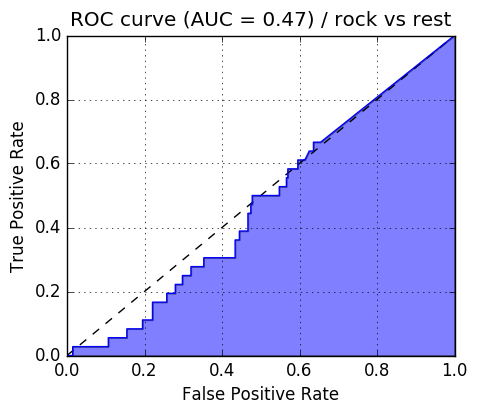 ROC curve (AUC = 0.47) / rock vs rest
1.0
0.8
0.6
0.4
0.2
0.0
True Positive Rate
0.0 0.2 0.4 0.6 0.8 1.0
False Positive Rate